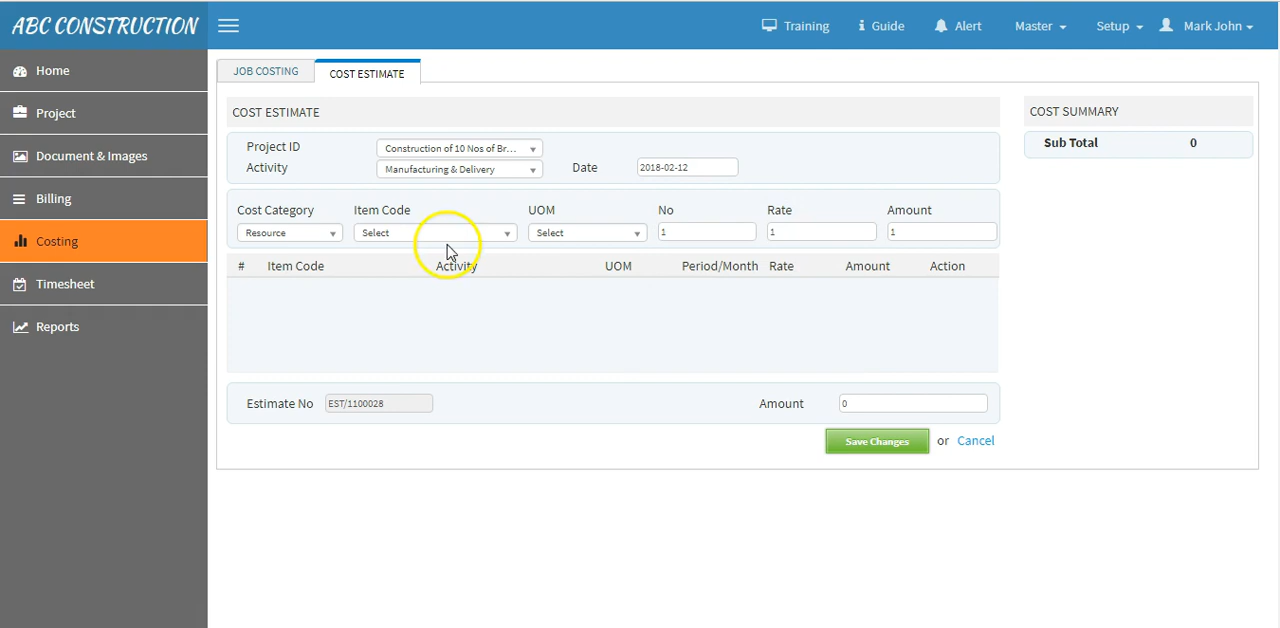 ABC CONSTRUCTION
Training
Guide
Alert
Master
Setup
Mark John
Home
Project
Document & Images
Billing
Costing
Timesheet
Reports
JOB COSTING
COST ESTIMATE
COST ESTIMATE
Project ID
Construction of 10 Nos of Br...
Activity
Manufacturing & Delivery
Date
2018-02-12
Cost Category
Item Code
UOM
No
Rate
Amount
Resource
Select
Select
1
1
1
#
Item Code
Activity
UOM
Period/Month
Rate
Amount
Action
Estimate No
EST/1100028
Amount
0
Save Changes
or
Cancel
COST SUMMARY
Sub Total
0